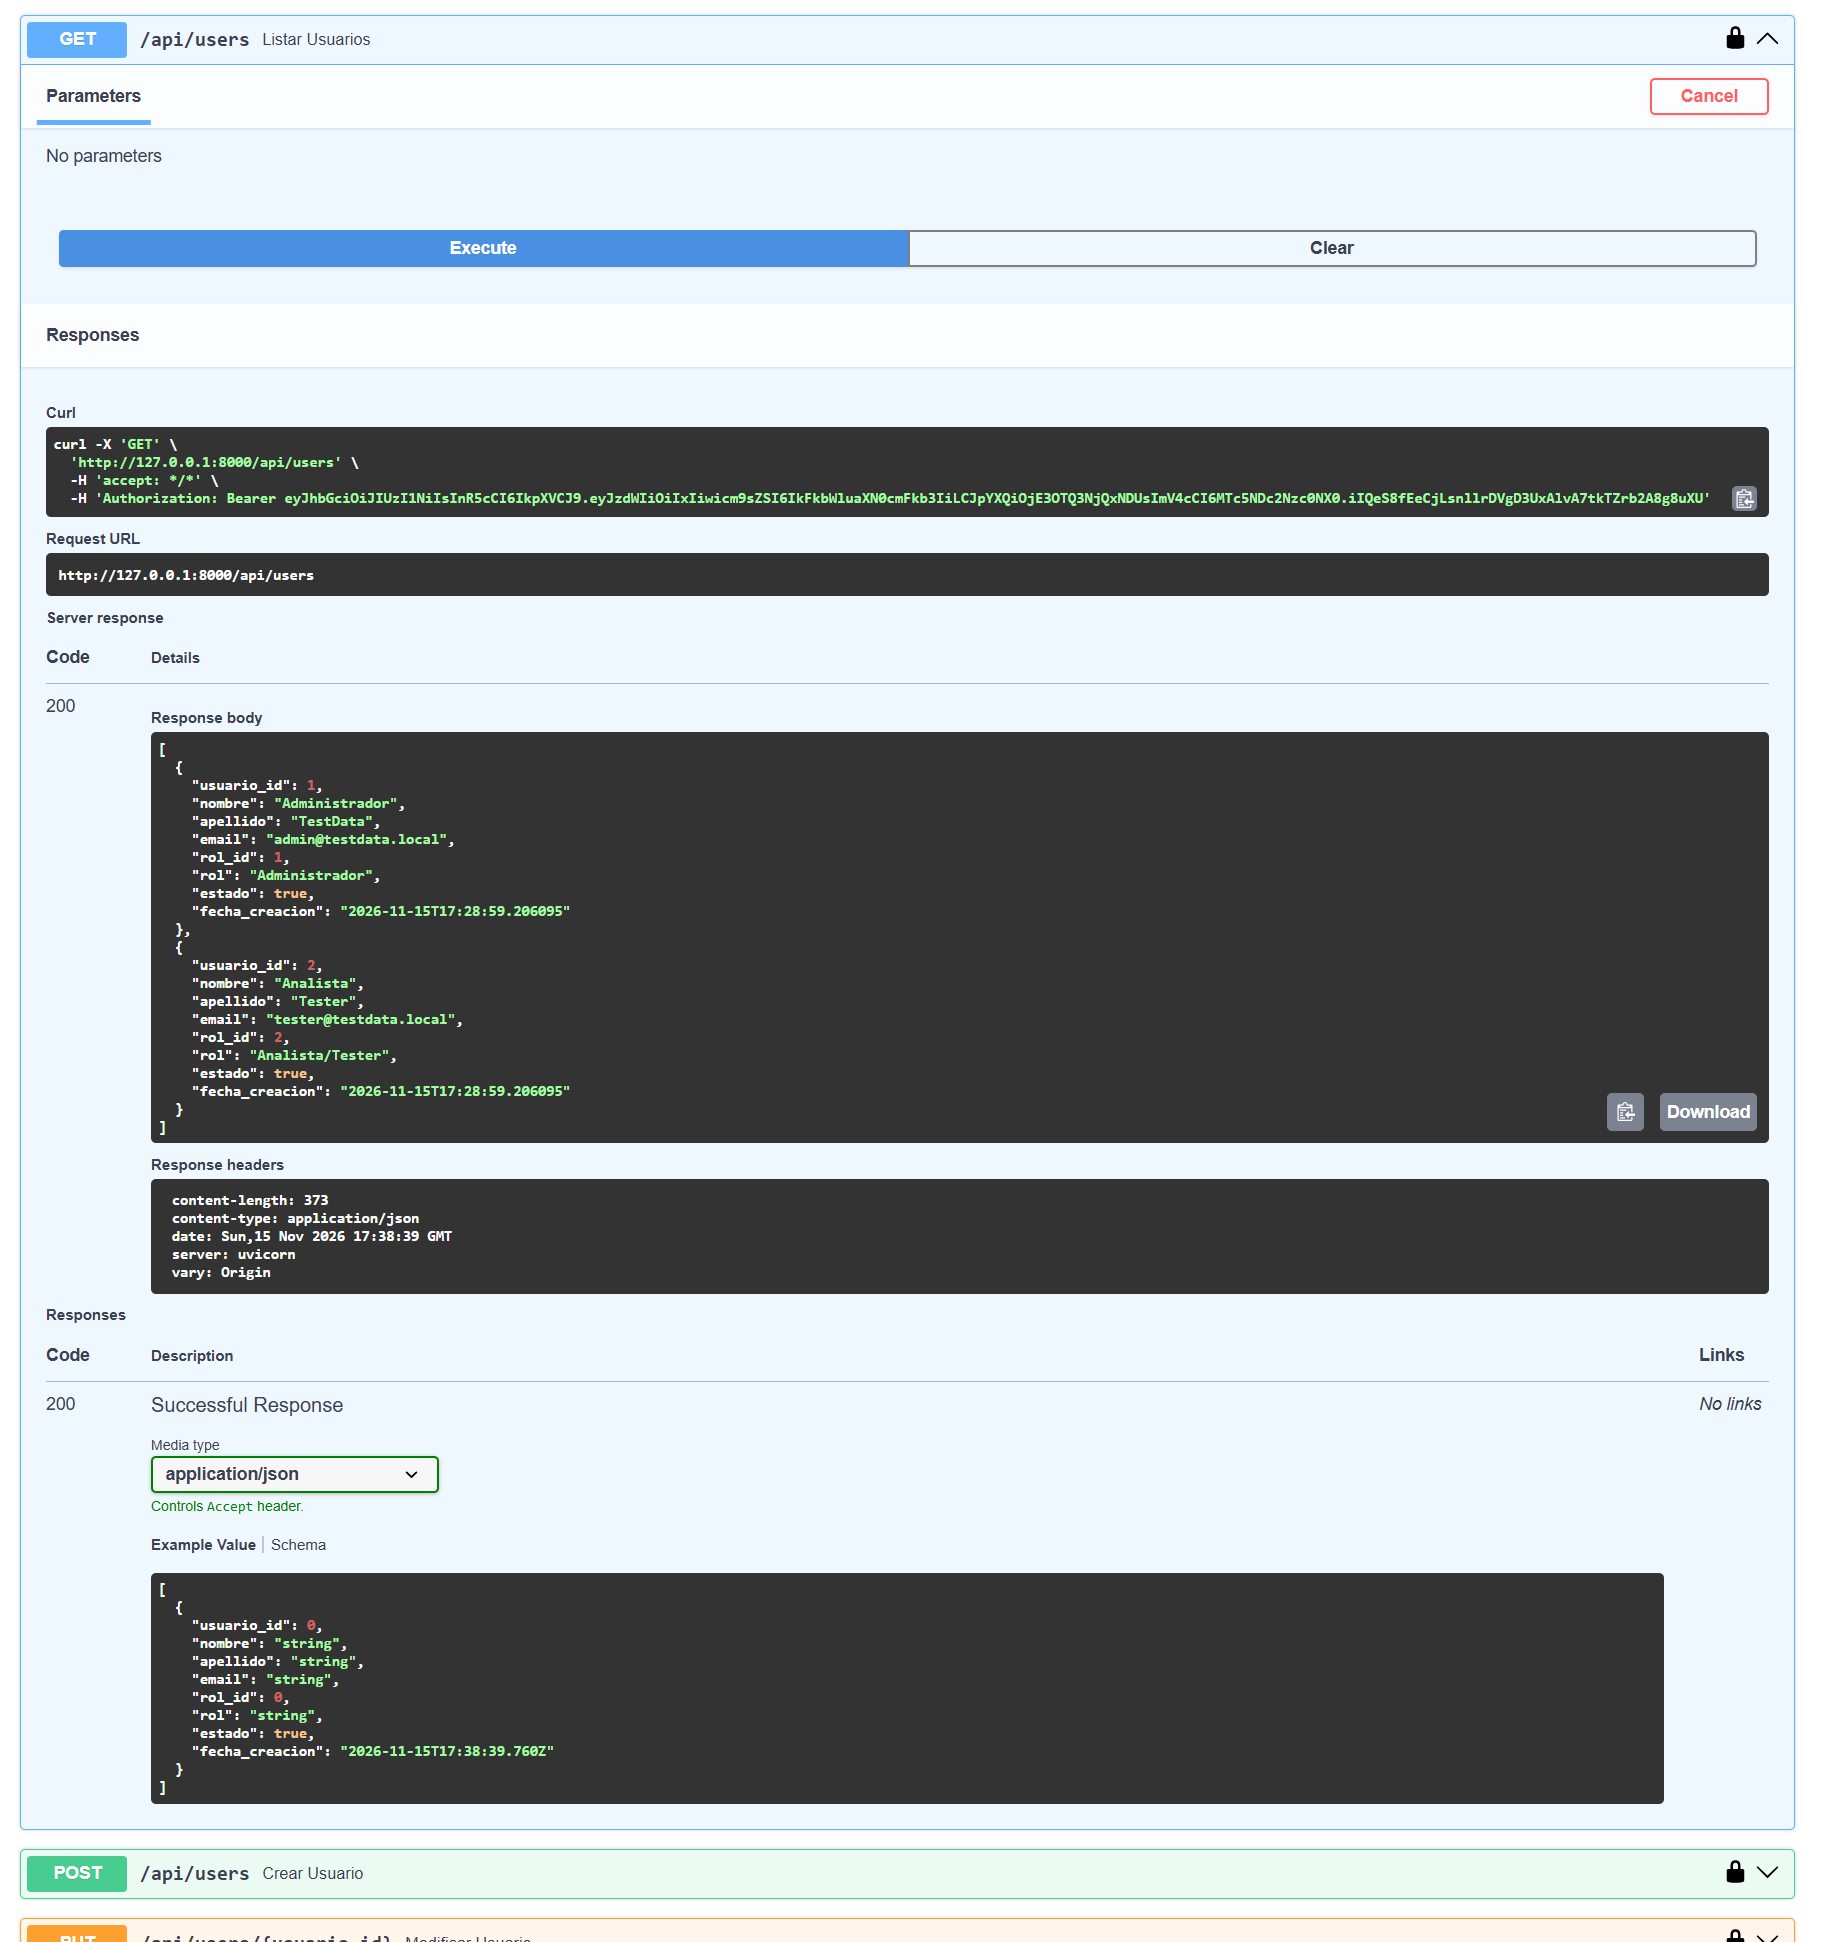 GET /api/users Listar Usuarios
Parameters
Cancel
No parameters
Execute
Clear
Responses
Curl
curl -X 'GET' \
  'http://127.0.0.1:8000/api/users' \
  -H 'accept: */*' \
  -H 'Authorization: Bearer eyJhbGciOiJIUzI1NiIsInR5cCI6IkpXVCJ9.eyJzdWIiOiIxIiwicm9sZSI6IkFkbWluaXN0cmFkb3IiLCJpYXQiOjE3OTQ3NjQxNDUsImV4cCI6MTc5NDc2Nzc0NX0.iIQeS8fEeCjLsnllrDVgD3UxAlvA7tkTZrb2A8g8uXU'
Request URL
http://127.0.0.1:8000/api/users
Server response
Code Details
200
Response body
[
  {
    "usuario_id": 1,
    "nombre": "Administrador",
    "apellido": "TestData",
    "email": "admin@testdata.local",
    "rol_id": 1,
    "rol": "Administrador",
    "estado": true,
    "fecha_creacion": "2026-11-15T17:28:59.206095"
  },
  {
    "usuario_id": 2,
    "nombre": "Analista",
    "apellido": "Tester",
    "email": "tester@testdata.local",
    "rol_id": 2,
    "rol": "Analista/Tester",
    "estado": true,
    "fecha_creacion": "2026-11-15T17:28:59.206095"
  }
]
Download
Response headers
content-length: 373
content-type: application/json
date: Sun,15 Nov 2026 17:38:39 GMT
server: uvicorn
vary: Origin
Responses
Code Description Links
200 Successful Response No links
Media type
application/json
Controls Accept header.
Example Value Schema
[
  {
    "usuario_id": 0,
    "nombre": "string",
    "apellido": "string",
    "email": "string",
    "rol_id": 0,
    "rol": "string",
    "estado": true,
    "fecha_creacion": "2026-11-15T17:38:39.760Z"
  }
]
POST /api/users Crear Usuario
PUT /api/users/{usuario_id} Modificar Usuario